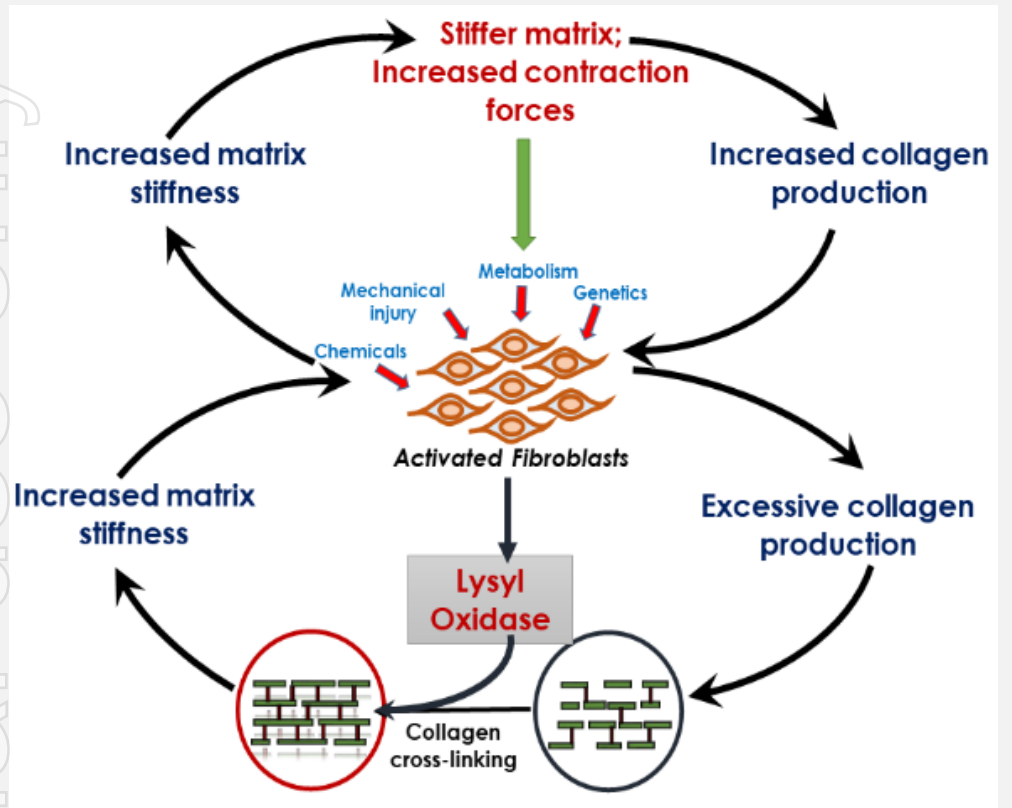 Stiffer matrix;
Increased contraction
forces
Increased matrix
stiffness
Increased collagen
production
Metabolism
Mechanical
injury
Genetics
Chemicals
Activated Fibroblasts
Increased matrix
stiffness
Excessive collagen
production
Lysyl
Oxidase
Collagen
cross-linking